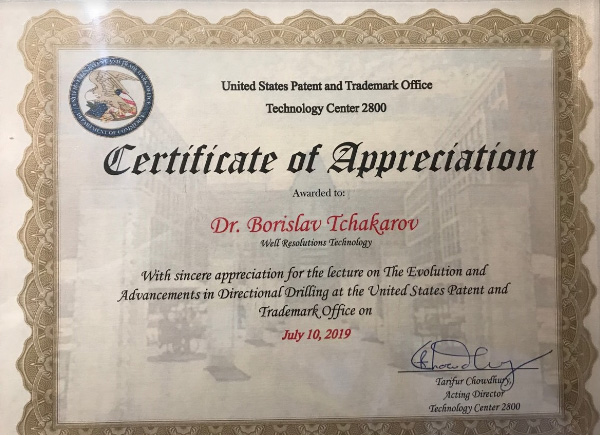 United States Patent and Trademark Office
Technology Center 2800
Certificate of Appreciation
Awarded to:
Dr. Borislav Tchakarov
Well Resolutions Technology
With sincere appreciation for the lecture on The Evolution and
Advancements in Directional Drilling at the United States Patent and
Trademark Office on
July 10, 2019
Tarifur Chowdhury,
Acting Director
Technology Center 2800